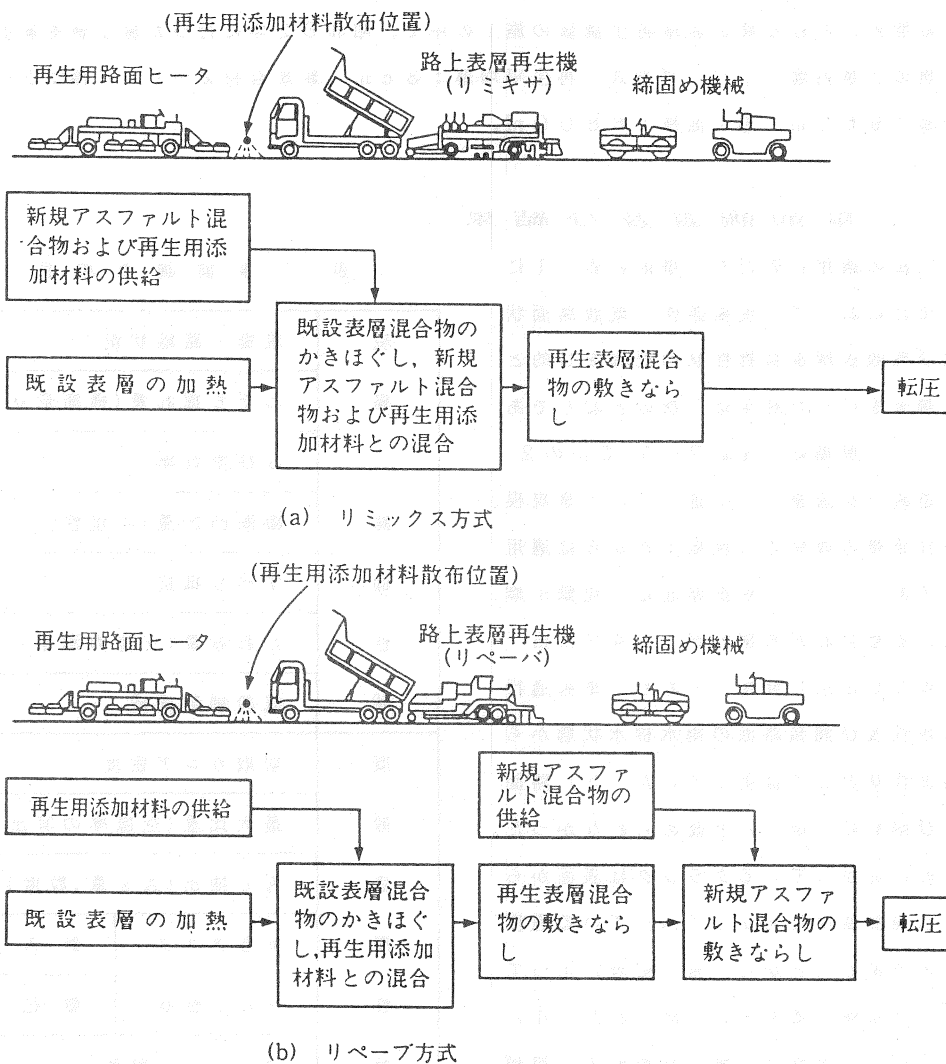 (再生用添加材料散布位置)
再生用路面ヒータ
路上表層再生機
(リミキサ)
締固め機械
新規アスファルト混
合物および再生用添
加材料の供給
既設表層の加熱
既設表層混合物の
かきほぐし, 新規
アスファルト混合
物および再生用添
加材料との混合
再生表層混合
物の敷きなら
し
転圧
(a) リミックス方式
(再生用添加材料散布位置)
再生用路面ヒータ
路上表層再生機
(リペーバ)
締固め機械
再生用添加材料の供給
新規アスファ
ルト混合物の
供給
既設表層の加熱
既設表層混合
物のかきほぐ
し,再生用添加
材料との混合
再生表層混合
物の敷きなら
し
新規アスファ
ルト混合物の
敷きならし
転圧
(b) リペーブ方式